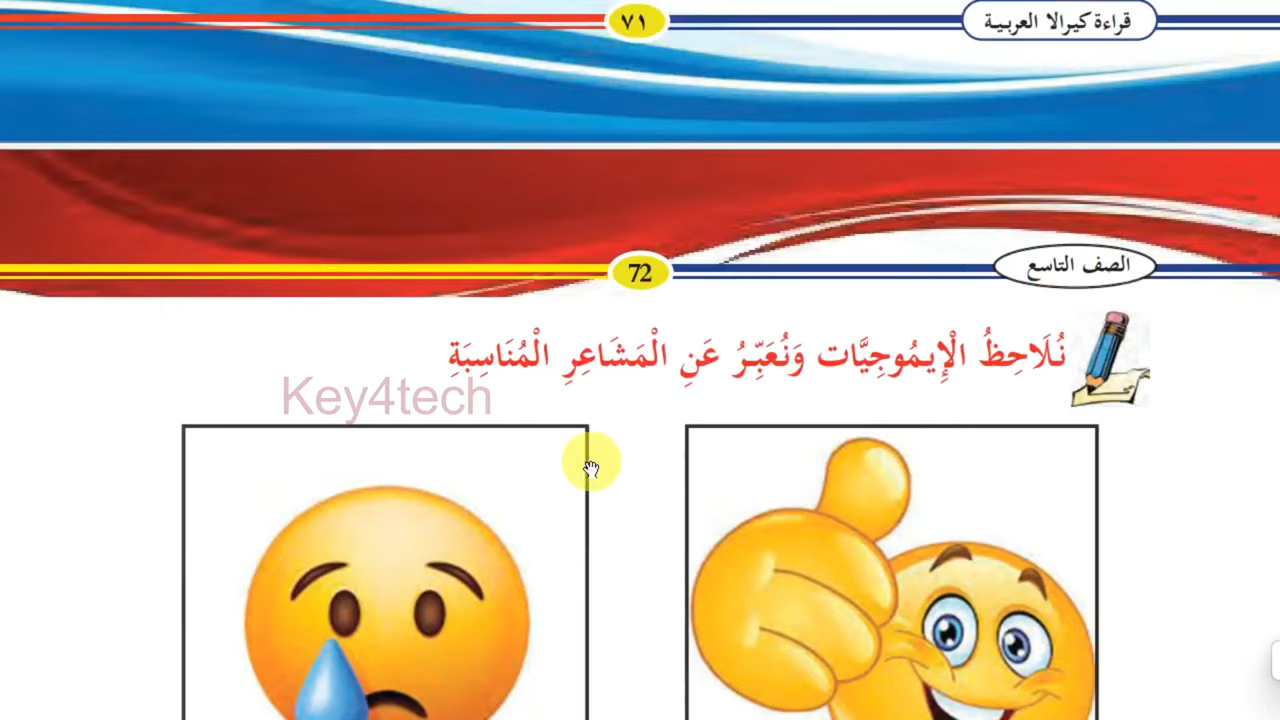 قراءة كيرالا العربية
٧١
الصف التاسع
72
نُلَاحِظُ الْإِيمُوجِيَّات وَنُعَبِّرُ عَنِ الْمَشَاعِرِ الْمُنَاسِبَةِ
Key4tech